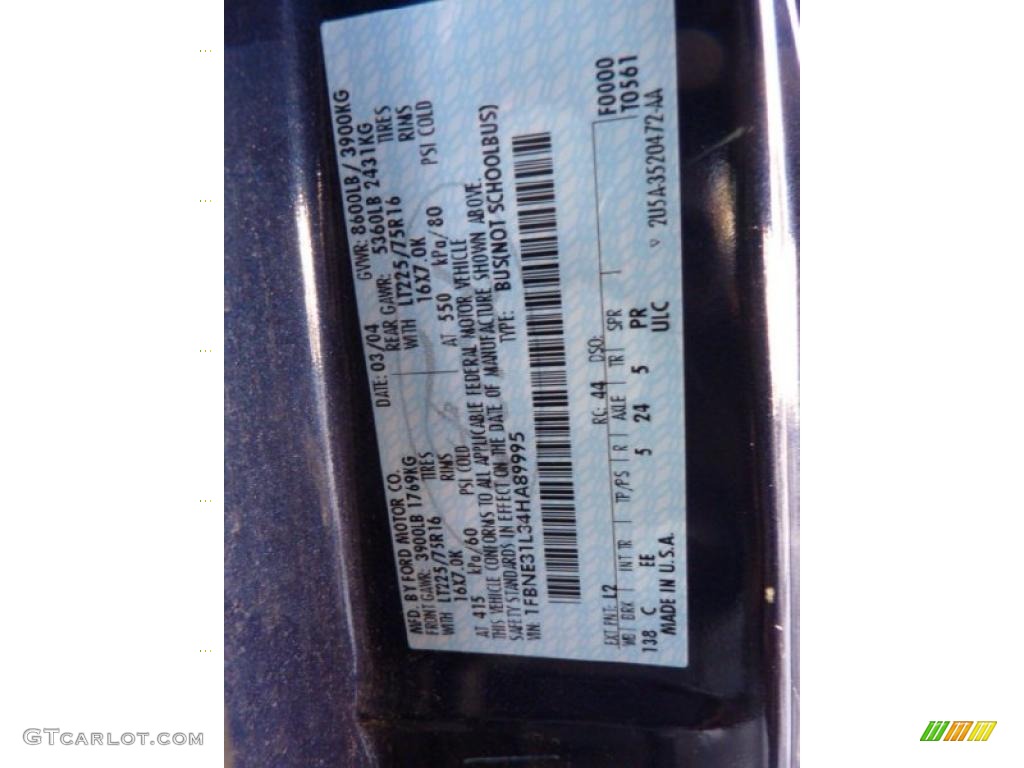 MFD. BY FORD MOTOR CO.
DATE: 03/04 GVWR: 8600LB / 3900KG
FRONT GAWR: 3900LB 1769KG REAR GAWR: 5360LB 2431KG
WITH LT225/75R16 TIRES WITH LT225/75R16 TIRES
16X7.0K RIMS 16X7.0K RIMS
AT 415 kPa/60 PSI COLD AT 550 kPa/80 PSI COLD
THIS VEHICLE CONFORMS TO ALL APPLICABLE FEDERAL MOTOR VEHICLE
SAFETY STANDARDS IN EFFECT ON THE DATE OF MANUFACTURE SHOWN ABOVE.
VIN: 1FBNE31L34HA89995 TYPE: BUS(NOT SCHOOLBUS)
F0000
T0561
EXT PNT: L2 RC: 44 DSO:
WB BRK INT TR TP/PS R AXLE TR SPR
138 C EE 5 24 5 PR
MADE IN U.S.A. ULC 2U5A-3520472-AA
GTCARLOT.COM